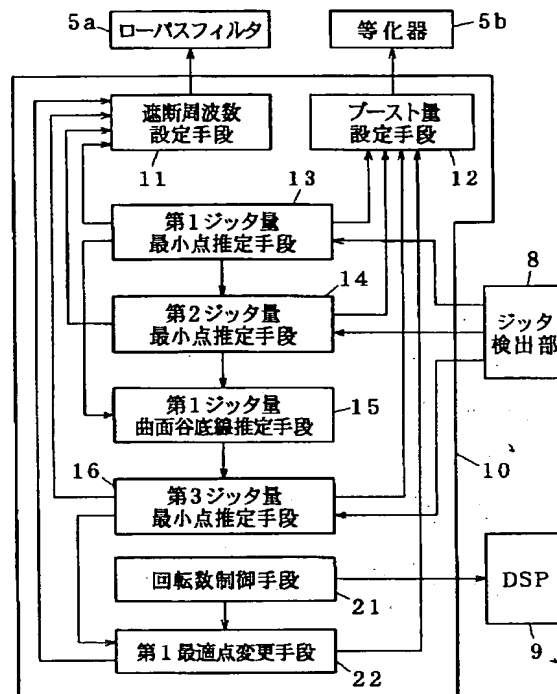 5a
ローパスフィルタ
等化器
5b
遮断周波数
設定手段
11
ブースト量
設定手段
12
13
第1ジッタ量
最小点推定手段
14
第2ジッタ量
最小点推定手段
8
ジッタ
検出部
第1ジッタ量
曲面谷底線推定手段
15
16
第3ジッタ量
最小点推定手段
10
回転数制御手段
21
DSP
9
第1最適点変更手段
22